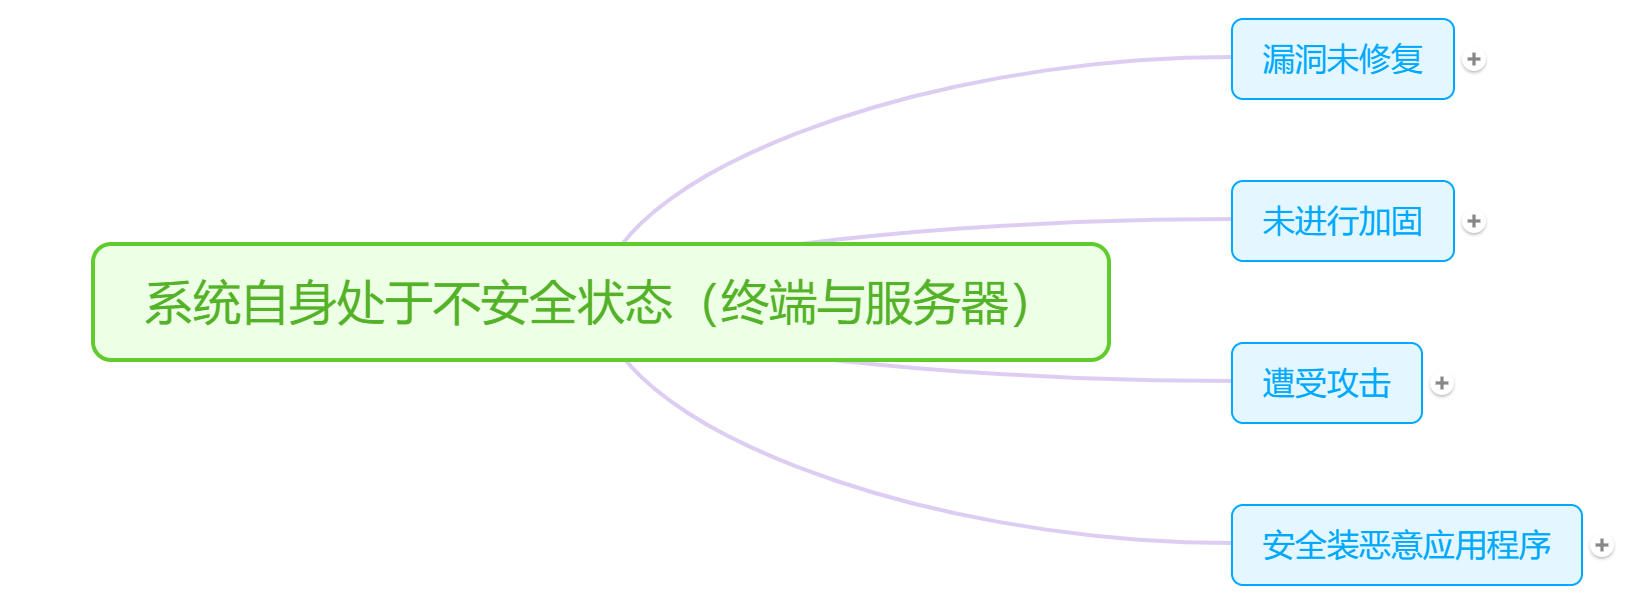 漏洞未修复
未进行加固
系统自身处于不安全状态（终端与服务器）
遭受攻击
安全装恶意应用程序